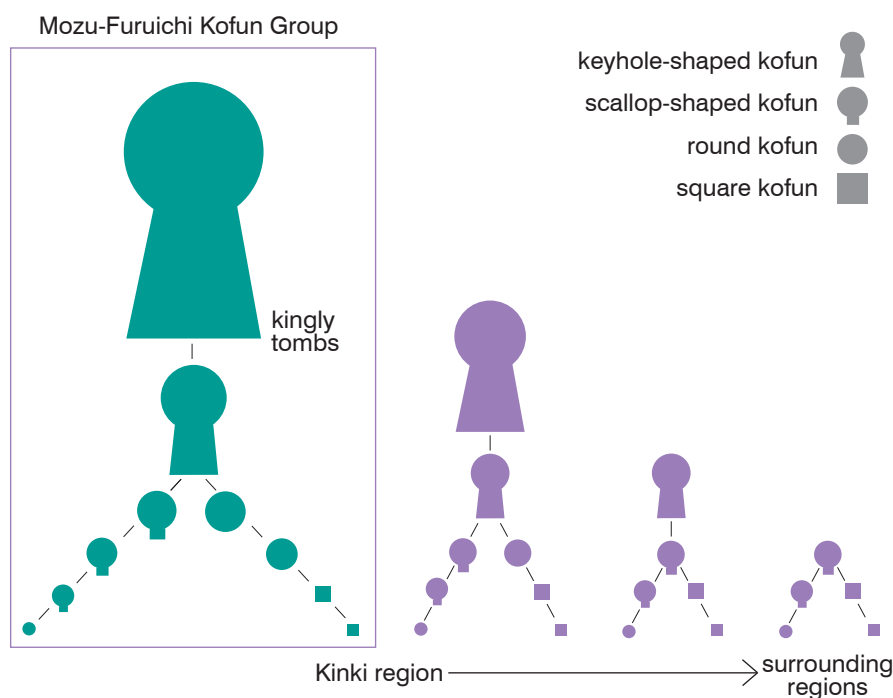 Mozu-Furuichi Kofun Group
keyhole-shaped kofun
scallop-shaped kofun
round kofun
square kofun
kingly
tombs
Kinki region
surrounding
regions